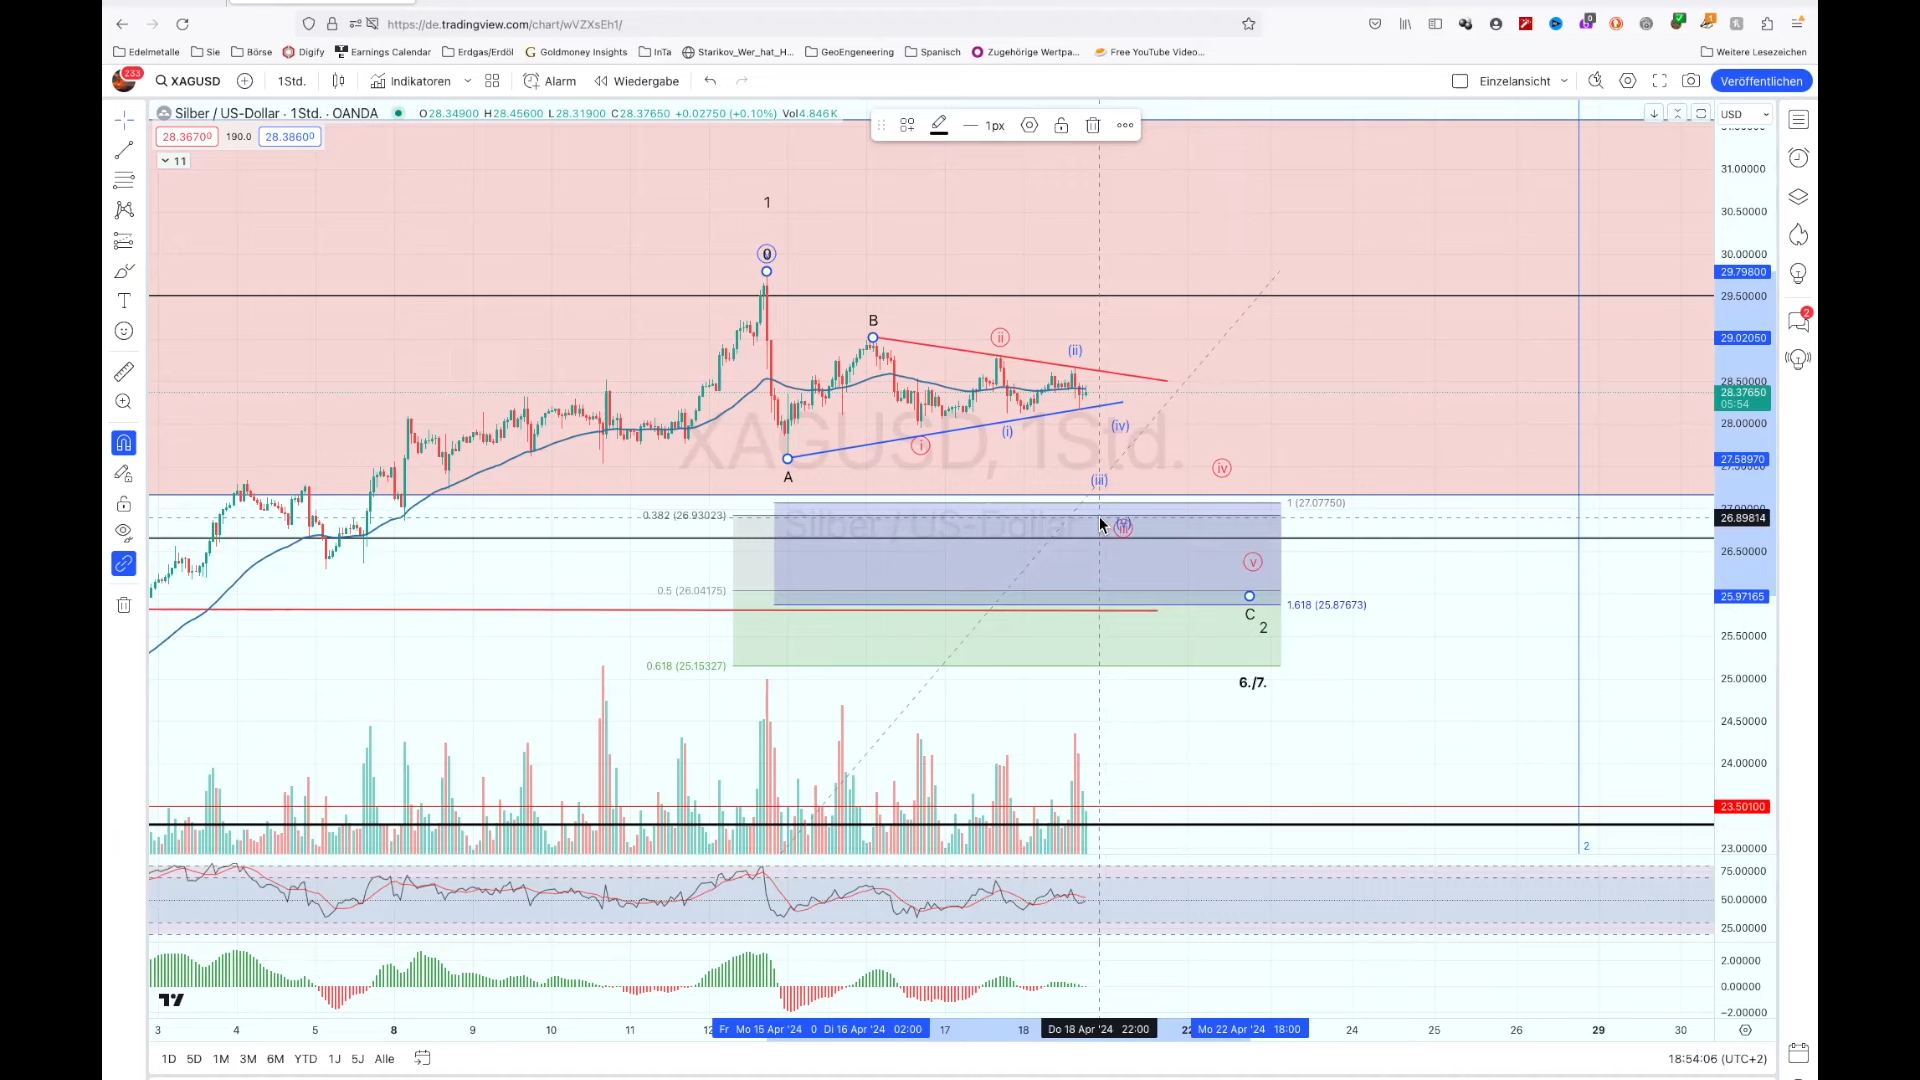 https://de.tradingview.com/chart/wVZXsEh1/
Edelmetalle Sie Börse Digify Earnings Calendar Erdgas/Erdöl Goldmoney Insights InTa Starikov_Wer_hat_H... GeoEngeneering Spanisch Zugehörige Wertpa... Free YouTube Video... Weitere Lesezeichen
233 XAGUSD 1Std. Indikatoren Alarm Wiedergabe Einzelansicht Veröffentlichen
Silber / US-Dollar · 1Std. · OANDA O28.34900 H28.45600 L28.31900 C28.37650 +0.02750 (+0.10%) Vol4.846K USD
28.36700 190.0 28.38600
1px
11
31.00000
1
30.50000
0
30.00000
29.79800
29.50000
B
29.02050
ii
(ii)
28.50000
28.37650
05:54
28.00000
XAGUSD, 1Std.
i
(i)
(iv)
27.58970
A
iv
(iii)
1 (27.07750)
0.382 (26.93023)
26.89814
Silber / US-Dollar
iii
26.50000
v
0.5 (26.04175)
25.97165
1.618 (25.87673)
C
2
25.50000
0.618 (25.15327)
6./7.
25.00000
24.50000
24.00000
23.50100
2
23.00000
75.00000
50.00000
25.00000
2.00000
0.00000
−2.00000
3 4 5 8 9 10 11 12 Fr Mo 15 Apr '24 0 Di 16 Apr '24 02:00 17 18 Do 18 Apr '24 22:00 22 Mo 22 Apr '24 18:00 24 25 26 29 30
1D 5D 1M 3M 6M YTD 1J 5J Alle 18:54:06 (UTC+2)